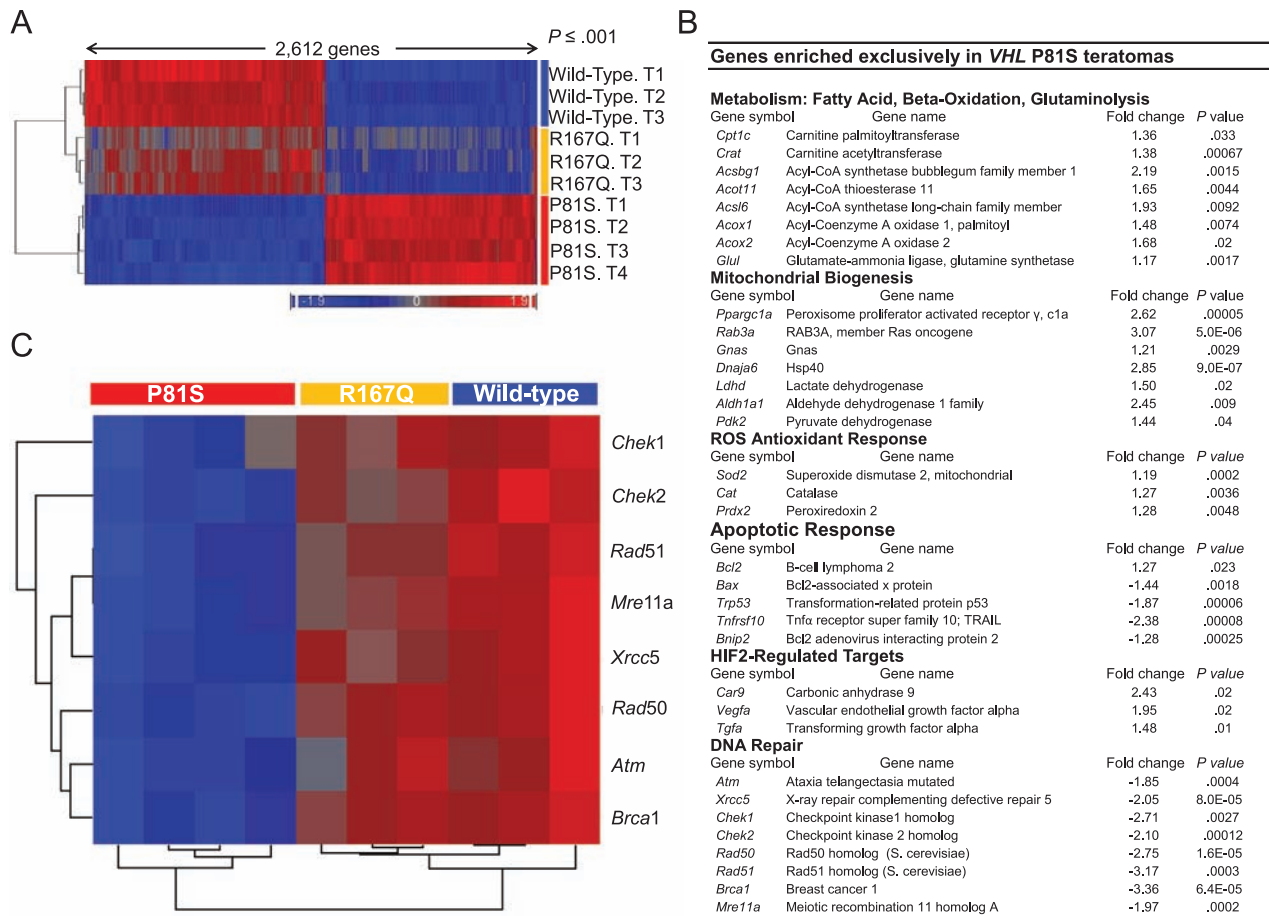 A
2,612 genes
P ≤ .001
Wild-Type. T1
Wild-Type. T2
Wild-Type. T3
R167Q. T1
R167Q. T2
R167Q. T3
P81S. T1
P81S. T2
P81S. T3
P81S. T4
-1.9 0 1.9
B
Genes enriched exclusively in VHL P81S teratomas
Metabolism: Fatty Acid, Beta-Oxidation, Glutaminolysis
Gene symbol Gene name Fold change P value
Cpt1c Carnitine palmitoyltransferase 1.36 .033
Crat Carnitine acetyltransferase 1.38 .00067
Acsbg1 Acyl-CoA synthetase bubblegum family member 1 2.19 .0015
Acot11 Acyl-CoA thioesterase 11 1.65 .0044
Acsl6 Acyl-CoA synthetase long-chain family member 1.93 .0092
Acox1 Acyl-Coenzyme A oxidase 1, palmitoyl 1.48 .0074
Acox2 Acyl-Coenzyme A oxidase 2 1.68 .02
Glul Glutamate-ammonia ligase, glutamine synthetase 1.17 .0017
Mitochondrial Biogenesis
Gene symbol Gene name Fold change P value
Ppargc1a Peroxisome proliferator activated receptor γ, c1a 2.62 .00005
Rab3a RAB3A, member Ras oncogene 3.07 5.0E-06
Gnas Gnas 1.21 .0029
Dnaja6 Hsp40 2.85 9.0E-07
Ldhd Lactate dehydrogenase 1.50 .02
Aldh1a1 Aldehyde dehydrogenase 1 family 2.45 .009
Pdk2 Pyruvate dehydrogenase 1.44 .04
ROS Antioxidant Response
Gene symbol Gene name Fold change P value
Sod2 Superoxide dismutase 2, mitochondrial 1.19 .0002
Cat Catalase 1.27 .0036
Prdx2 Peroxiredoxin 2 1.28 .0048
Apoptotic Response
Gene symbol Gene name Fold change P value
Bcl2 B-cell lymphoma 2 1.27 .023
Bax Bcl2-associated x protein -1.44 .0018
Trp53 Transformation-related protein p53 -1.87 .00006
Tnfrsf10 Tnfα receptor super family 10; TRAIL -2.38 .00008
Bnip2 Bcl2 adenovirus interacting protein 2 -1.28 .00025
HIF2-Regulated Targets
Gene symbol Gene name Fold change P value
Car9 Carbonic anhydrase 9 2.43 .02
Vegfa Vascular endothelial growth factor alpha 1.95 .02
Tgfa Transforming growth factor alpha 1.48 .01
DNA Repair
Gene symbol Gene name Fold change P value
Atm Ataxia telangectasia mutated -1.85 .0004
Xrcc5 X-ray repair complementing defective repair 5 -2.05 8.0E-05
Chek1 Checkpoint kinase1 homolog -2.71 .0027
Chek2 Checkpoint kinase 2 homolog -2.10 .00012
Rad50 Rad50 homolog (S. cerevisiae) -2.75 1.6E-05
Rad51 Rad51 homolog (S. cerevisiae) -3.17 .0003
Brca1 Breast cancer 1 -3.36 6.4E-05
Mre11a Meiotic recombination 11 homolog A -1.97 .0002
C
P81S R167Q Wild-type
Chek1
Chek2
Rad51
Mre11a
Xrcc5
Rad50
Atm
Brca1